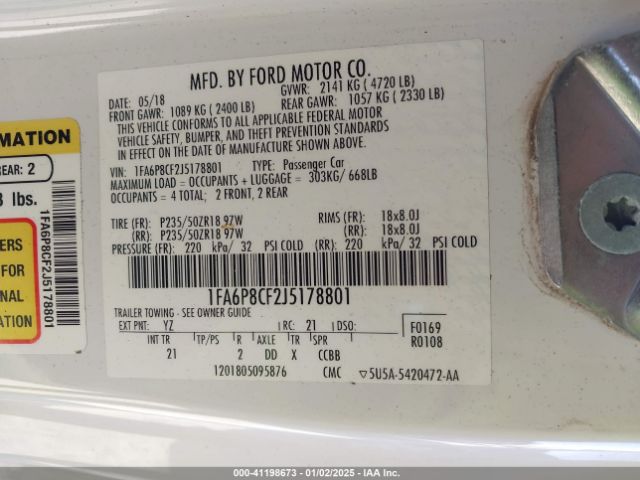 MFD. BY FORD MOTOR CO.
DATE: 05/18 GVWR: 2141 KG ( 4720 LB)
FRONT GAWR: 1089 KG ( 2400 LB) REAR GAWR: 1057 KG ( 2330 LB)
THIS VEHICLE CONFORMS TO ALL APPLICABLE FEDERAL MOTOR
VEHICLE SAFETY, BUMPER, AND THEFT PREVENTION STANDARDS
IN EFFECT ON THE DATE OF MANUFACTURE SHOWN ABOVE.
VIN: 1FA6P8CF2J5178801 TYPE: Passenger Car
MAXIMUM LOAD = OCCUPANTS + LUGGAGE = 303KG/ 668LB
OCCUPANTS = 4 TOTAL; 2 FRONT, 2 REAR
TIRE (FR): P235/50ZR18 97W RIMS (FR): 18x8.0J
(RR): P235/50ZR18 97W (RR): 18x8.0J
PRESSURE (FR): 220 kPa/ 32 PSI COLD (RR): 220 kPa/ 32 PSI COLD
1FA6P8CF2J5178801
TRAILER TOWING - SEE OWNER GUIDE
EXT PNT: YZ RC: 21 DSO: F0169
INT TR TP/PS R AXLE TR SPR R0108
21 2 DD X CCBB
1201805095876 CMC 5U5A-5420472-AA
RMATION
REAR: 2
lbs.
1FA6P8CF2J5178801
ERS
FOR
NAL
ION
000-41198673 - 01/02/2025 - IAA Inc.